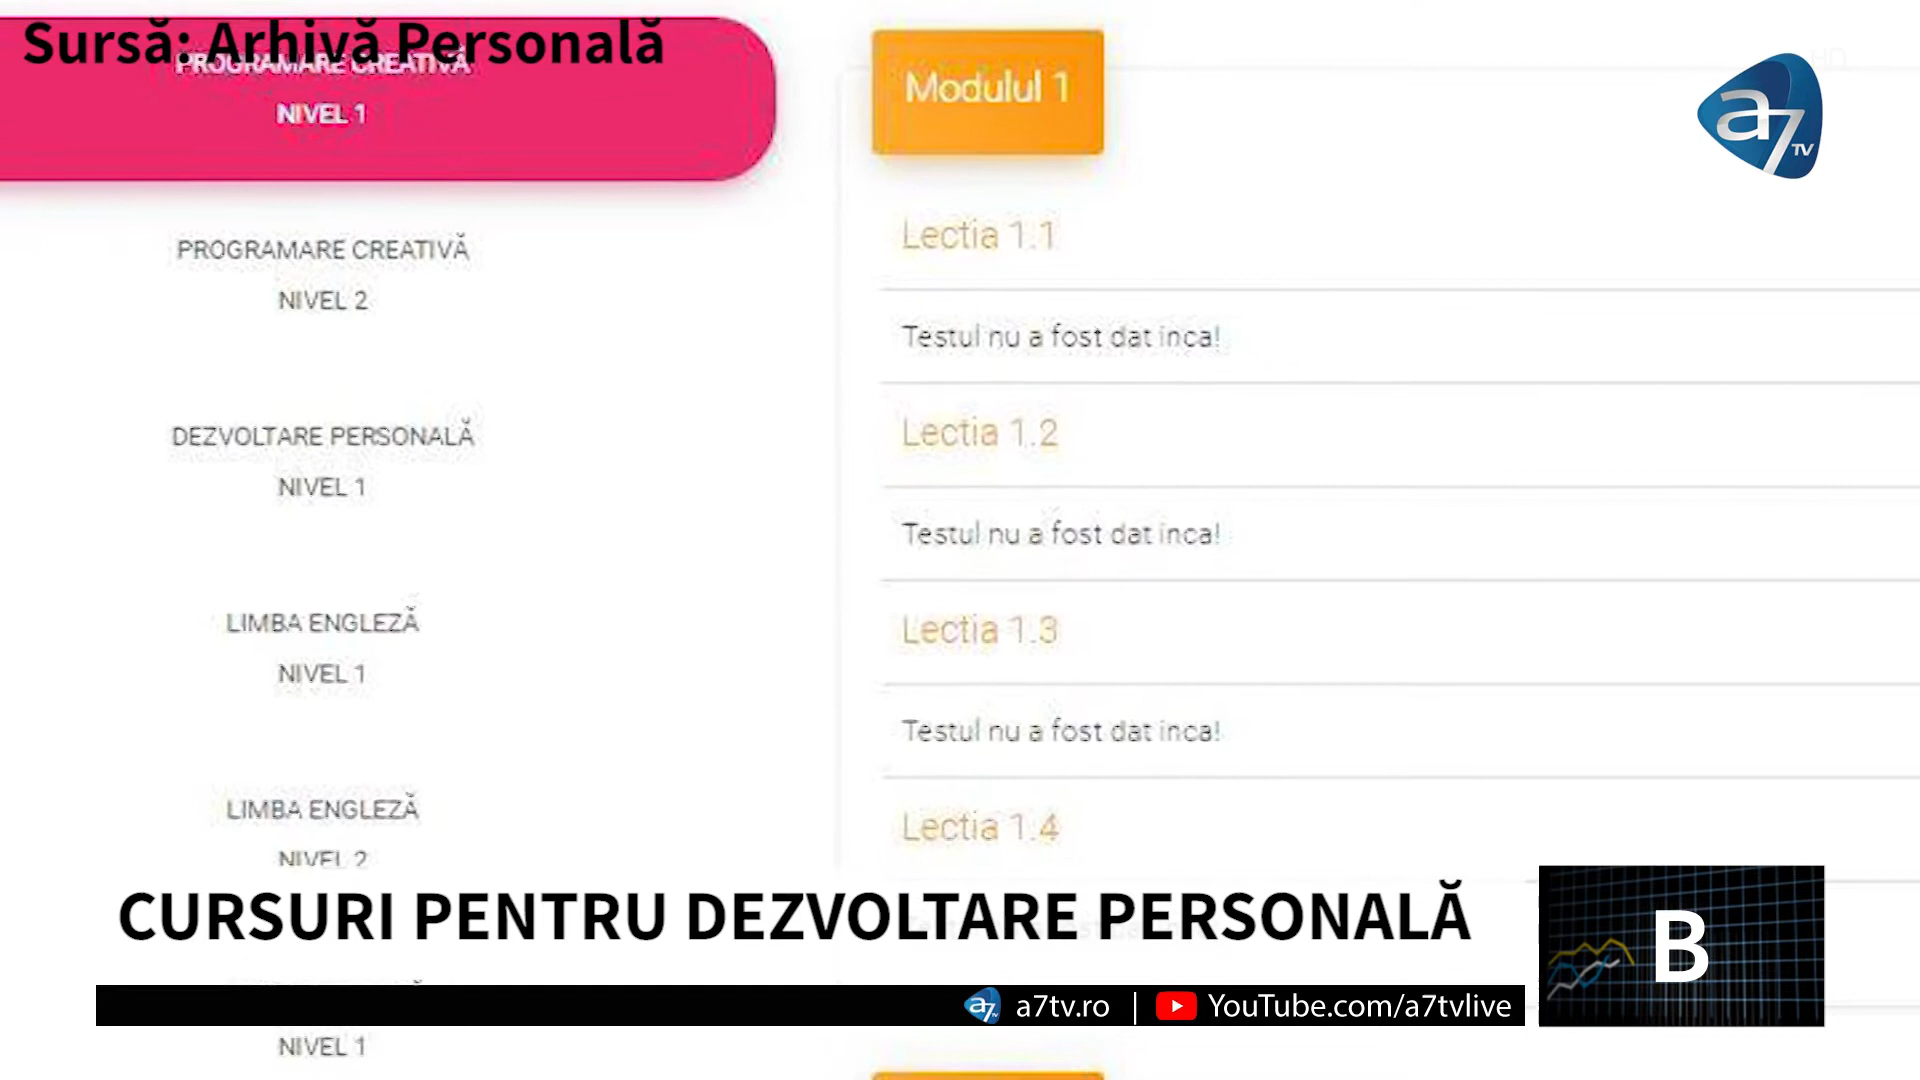 Sursă: Arhivă Personală
PROGRAMARE CREATIVĂ
NIVEL 1
PROGRAMARE CREATIVĂ
NIVEL 2
DEZVOLTARE PERSONALĂ
NIVEL 1
LIMBA ENGLEZĂ
NIVEL 1
LIMBA ENGLEZĂ
NIVEL 2
NIVEL 1
Modulul 1
Lectia 1.1
Testul nu a fost dat inca!
Lectia 1.2
Testul nu a fost dat inca!
Lectia 1.3
Testul nu a fost dat inca!
Lectia 1.4
a7 TV
HD
CURSURI PENTRU DEZVOLTARE PERSONALĂ
B
a7tv.ro | YouTube.com/a7tvlive